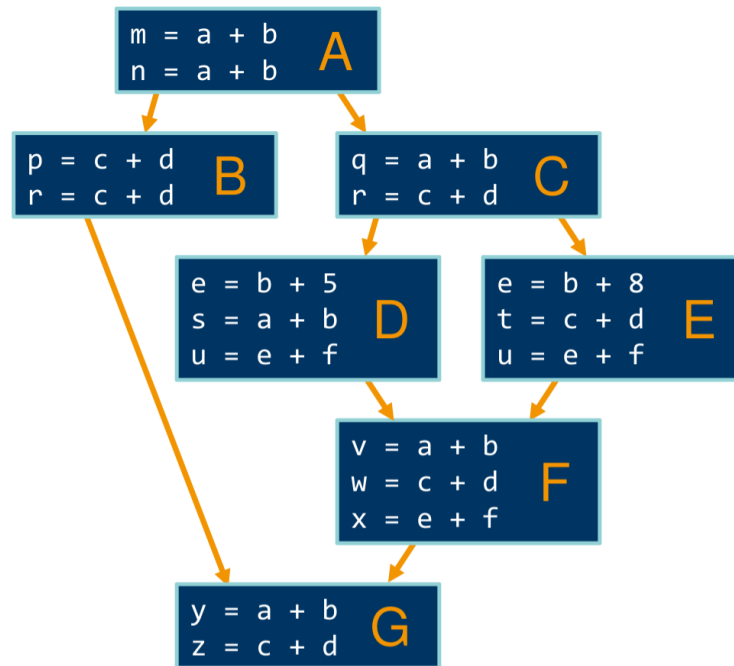 m = a + b
n = a + b
A
p = c + d
r = c + d
B
q = a + b
r = c + d
C
e = b + 5
s = a + b
u = e + f
D
e = b + 8
t = c + d
u = e + f
E
v = a + b
w = c + d
x = e + f
F
y = a + b
z = c + d
G